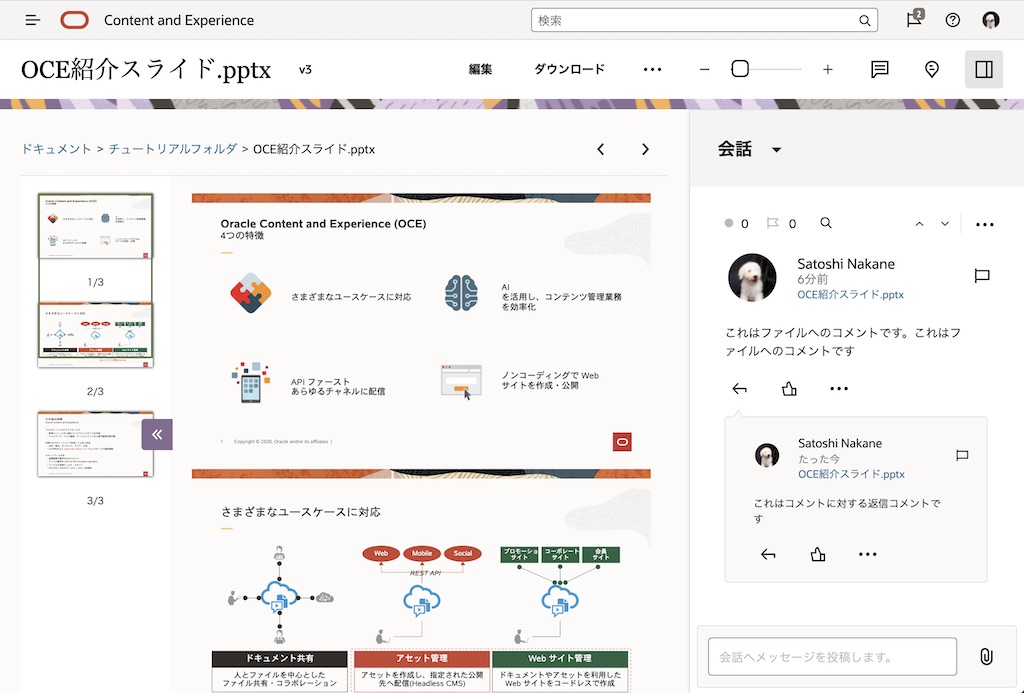 Content and Experience
検索
2
OCE紹介スライド.pptx
v3
編集
ダウンロード
ドキュメント > チュートリアルフォルダ > OCE紹介スライド.pptx
1/3
2/3
3/3
Oracle Content and Experience (OCE)
4つの特徴
さまざまなユースケースに対応
AI
を活用し、コンテンツ管理業務
を効率化
API ファースト
あらゆるチャネルに配信
ノンコーディングで Web
サイトを作成・公開
1 Copyright © 2020, Oracle and/or its affiliates |
さまざまなユースケースに対応
Web
Mobile
Social
REST API
プロモーション
サイト
コーポレート
サイト
会員
サイト
ドキュメント共有
人とファイルを中心とした
ファイル共有・コラボレーション
アセット管理
アセットを作成し、指定された公開
先へ配信(Headless CMS)
Web サイト管理
ドキュメントやアセットを利用した
Web サイトをコードレスで作成
会話
0
0
Satoshi Nakane
6分前
OCE紹介スライド.pptx
これはファイルへのコメントです。これはフ
ァイルへのコメントです
Satoshi Nakane
たった今
OCE紹介スライド.pptx
これはコメントに対する返信コメントで
す
会話へメッセージを投稿します。